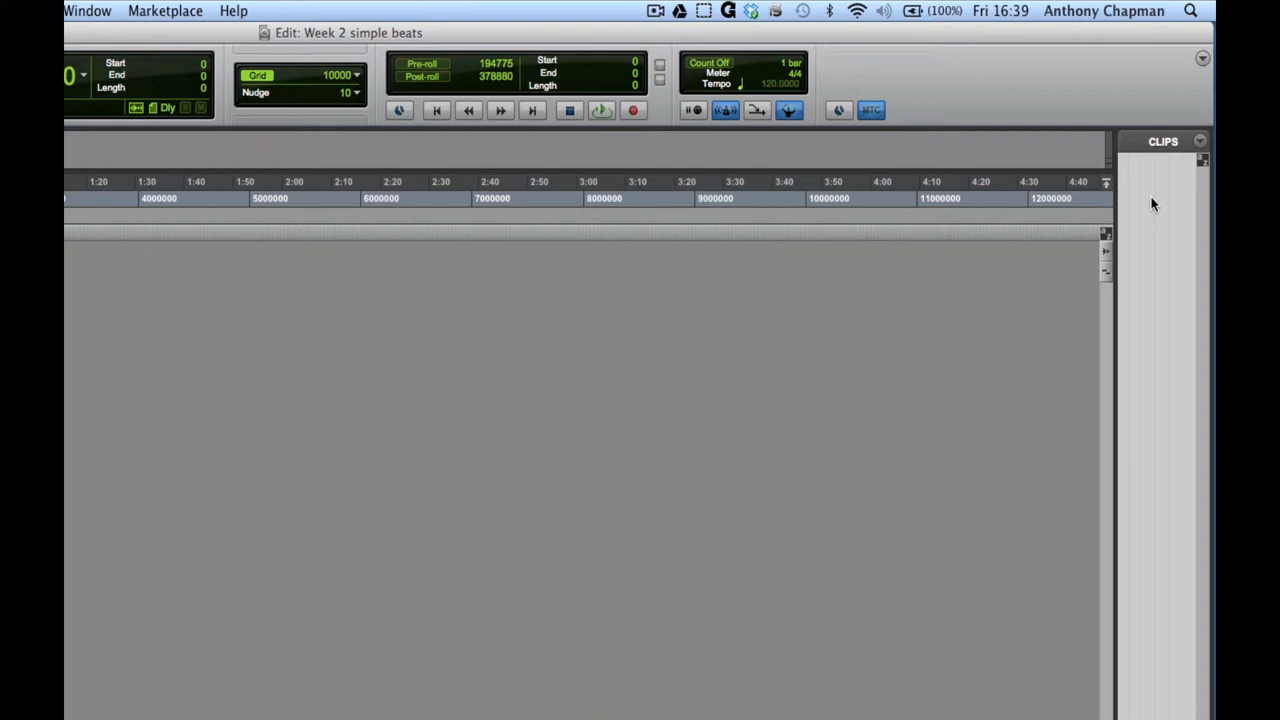 Window Marketplace Help (100%) Fri 16:39 Anthony Chapman
Edit: Week 2 simple beats
0 Start 0
End 0
Length 0
Dly
Grid 10000
Nudge 10
Pre-roll 194775
Post-roll 378880
Start 0
End 0
Length 0
Count Off 1 bar
Meter 4/4
Tempo 120.0000
MTC
CLIPS
1:20 1:30 1:40 1:50 2:00 2:10 2:20 2:30 2:40 2:50 3:00 3:10 3:20 3:30 3:40 3:50 4:00 4:10 4:20 4:30 4:40
4000000 5000000 6000000 7000000 8000000 9000000 10000000 11000000 12000000